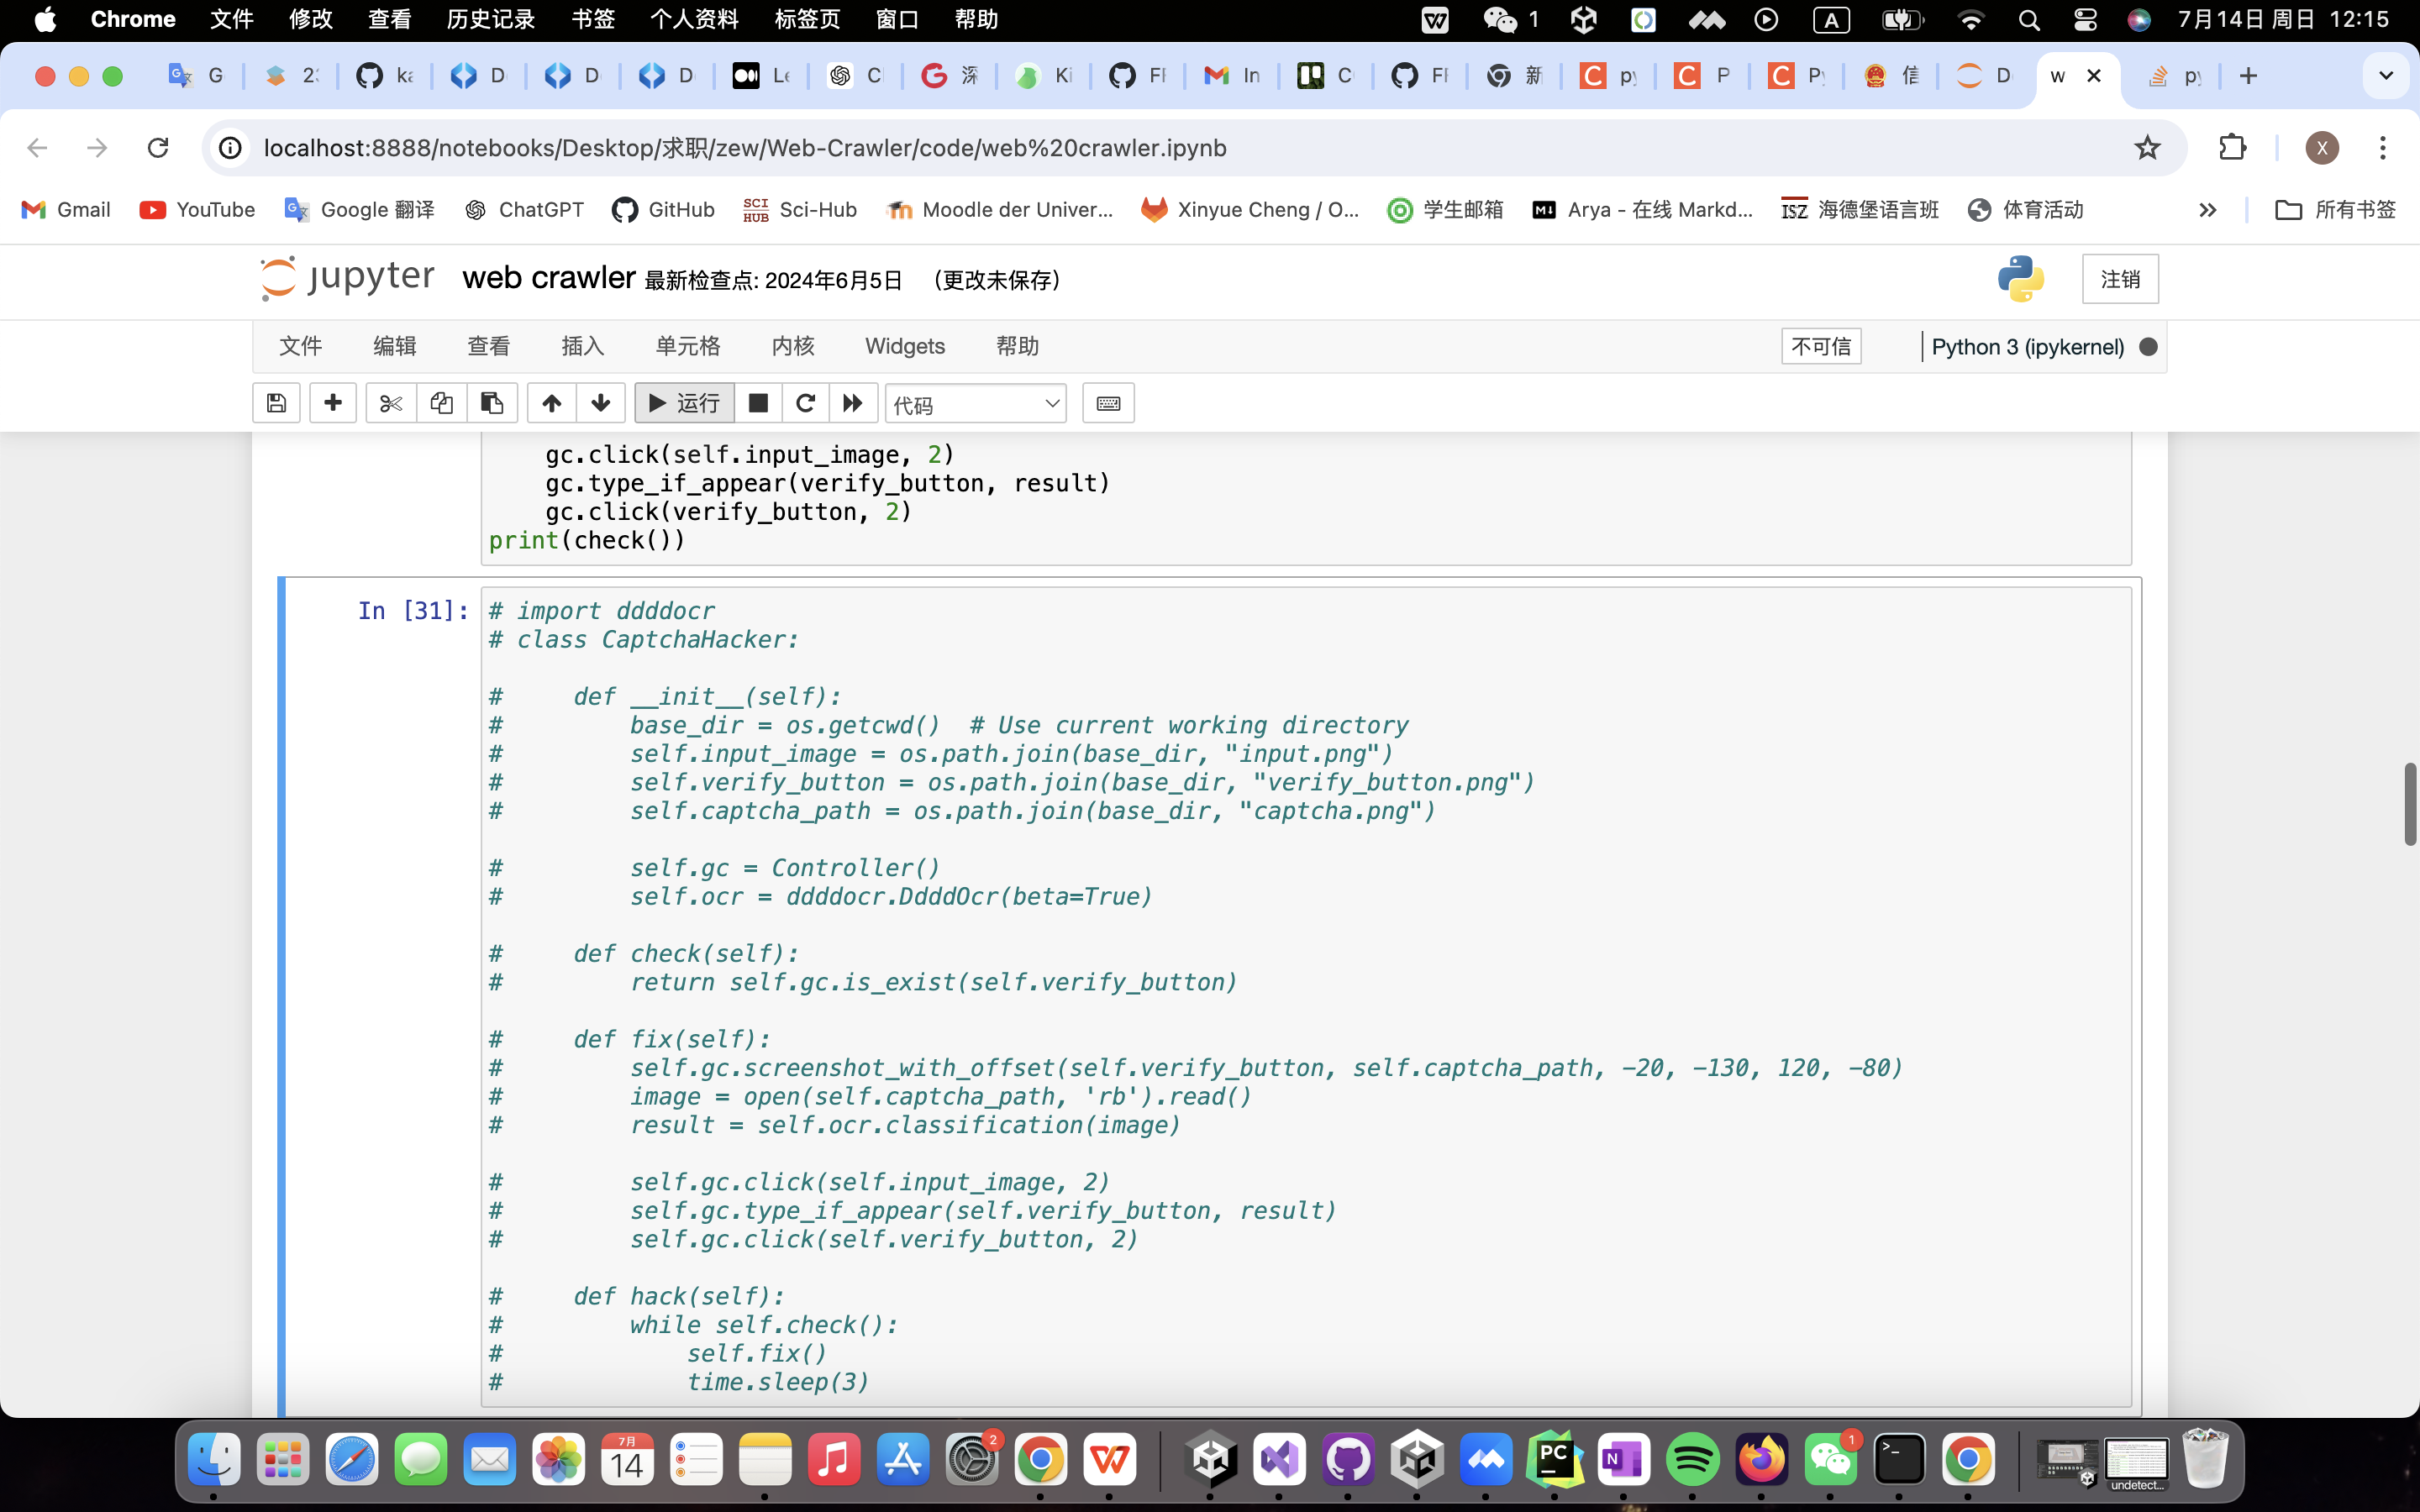 Chrome 文件 修改 查看 历史记录 书签 个人资料 标签页 窗口 帮助 1 A 7月14日 周日 12:15
G 23 ka D D D Le C 深 Ki Fl In C Fl 新 py P Py 信 D w py
localhost:8888/notebooks/Desktop/求职/zew/Web-Crawler/code/web%20crawler.ipynb X
Gmail YouTube Google 翻译 ChatGPT GitHub SCI HUB Sci-Hub Moodle der Univer... Xinyue Cheng / O... 学生邮箱 M↓ Arya - 在线 Markd... ISZ 海德堡语言班 体育活动 » 所有书签
jupyter web crawler 最新检查点: 2024年6月5日 (更改未保存) 注销
文件 编辑 查看 插入 单元格 内核 Widgets 帮助 不可信 Python 3 (ipykernel)
运行 代码
gc.click(self.input_image, 2)
gc.type_if_appear(verify_button, result)
gc.click(verify_button, 2)
print(check())
In [31]: # import ddddocr
# class CaptchaHacker:
# def __init__(self):
# base_dir = os.getcwd() # Use current working directory
# self.input_image = os.path.join(base_dir, "input.png")
# self.verify_button = os.path.join(base_dir, "verify_button.png")
# self.captcha_path = os.path.join(base_dir, "captcha.png")
# self.gc = Controller()
# self.ocr = ddddocr.DdddOcr(beta=True)
# def check(self):
# return self.gc.is_exist(self.verify_button)
# def fix(self):
# self.gc.screenshot_with_offset(self.verify_button, self.captcha_path, -20, -130, 120, -80)
# image = open(self.captcha_path, 'rb').read()
# result = self.ocr.classification(image)
# self.gc.click(self.input_image, 2)
# self.gc.type_if_appear(self.verify_button, result)
# self.gc.click(self.verify_button, 2)
# def hack(self):
# while self.check():
# self.fix()
# time.sleep(3)
7月 14 2 PC N 1 undetect...